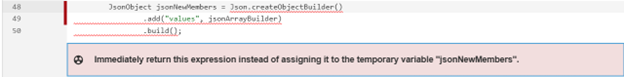 48 JsonObject jsonNewMembers = Json.createObjectBuilder()
49 .add("values", jsonArrayBuilder)
50 .build();
Immediately return this expression instead of assigning it to the temporary variable "jsonNewMembers".